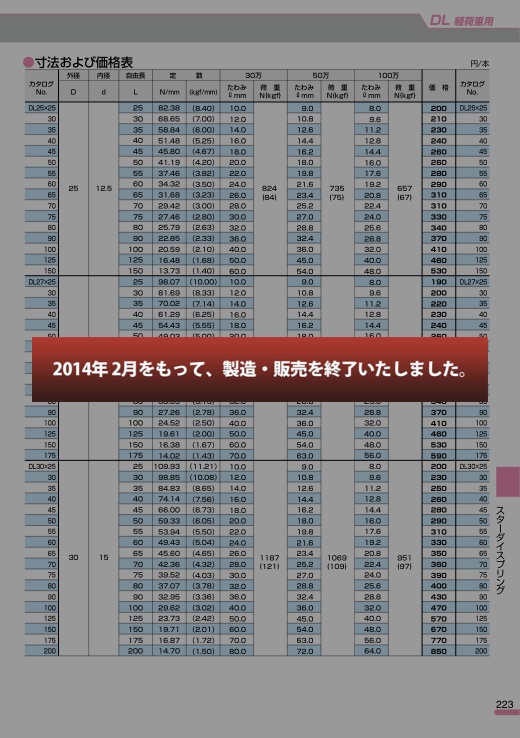 DL 軽荷重用
●寸法および価格表
円/本
カタログ No. 外径 D 内径 d 自由長 L 定数 N/mm (kgf/mm) 30万 たわみ ℓ mm 荷重 N{kgf} 50万 たわみ ℓ mm 荷重 N{kgf} 100万 たわみ ℓ mm 荷重 N{kgf} 価格 カタログ No.
DL25×25 25 82.38 (8.40) 10.0 9.0 8.0 200 DL25×25
30 30 68.65 (7.00) 12.0 10.8 9.6 210 30
35 35 58.84 (6.00) 14.0 12.6 11.2 230 35
40 40 51.48 (5.25) 16.0 14.4 12.8 240 40
45 45 45.80 (4.67) 18.0 16.2 14.4 260 45
50 50 41.19 (4.20) 20.0 18.0 16.0 260 50
55 55 37.46 (3.82) 22.0 19.8 17.6 280 55
60 60 34.32 (3.50) 24.0 21.6 19.2 290 60
25 12.5 824 (84) 735 (75) 657 (67)
65 65 31.68 (3.23) 26.0 23.4 20.8 310 65
70 70 29.42 (3.00) 28.0 25.2 22.4 310 70
75 75 27.46 (2.80) 30.0 27.0 24.0 330 75
80 80 25.79 (2.63) 32.0 28.8 25.6 340 80
90 90 22.85 (2.33) 36.0 32.4 28.8 370 90
100 100 20.59 (2.10) 40.0 36.0 32.0 410 100
125 125 16.48 (1.68) 50.0 45.0 40.0 460 125
150 150 13.73 (1.40) 60.0 54.0 48.0 530 150
DL27×25 25 98.07 (10.00) 10.0 9.0 8.0 190 DL27×25
30 30 81.69 (8.33) 12.0 10.8 9.6 200 30
35 35 70.02 (7.14) 14.0 12.6 11.2 220 35
40 40 61.29 (6.25) 16.0 14.4 12.8 230 40
45 45 54.43 (5.55) 18.0 16.2 14.4 240 45
2014年 2月をもって、製造・販売を終了いたしました。
90 90 27.26 (2.78) 36.0 32.4 28.8 370 90
100 100 24.52 (2.50) 40.0 36.0 32.0 410 100
125 125 19.61 (2.00) 50.0 45.0 40.0 460 125
150 150 16.38 (1.67) 60.0 54.0 48.0 530 150
175 175 14.02 (1.43) 70.0 63.0 56.0 590 175
DL30×25 25 109.93 (11.21) 10.0 9.0 8.0 200 DL30×25
30 30 98.85 (10.08) 12.0 10.8 9.6 230 30
35 35 84.83 (8.65) 14.0 12.6 11.2 250 35
40 40 74.14 (7.56) 16.0 14.4 12.8 260 40
45 45 66.00 (6.73) 18.0 16.2 14.4 280 45
50 50 59.33 (6.05) 20.0 18.0 16.0 290 50
55 55 53.94 (5.50) 22.0 19.8 17.6 310 55
60 60 49.43 (5.04) 24.0 21.6 19.2 330 60
65 65 45.60 (4.65) 26.0 23.4 20.8 350 65
30 15 1187 (121) 1069 (109) 951 (97)
70 70 42.36 (4.32) 28.0 25.2 22.4 360 70
75 75 39.52 (4.03) 30.0 27.0 24.0 390 75
80 80 37.07 (3.78) 32.0 28.8 25.6 400 80
90 90 32.95 (3.36) 36.0 32.4 28.8 430 90
100 100 29.62 (3.02) 40.0 36.0 32.0 470 100
125 125 23.73 (2.42) 50.0 45.0 40.0 570 125
150 150 19.71 (2.01) 60.0 54.0 48.0 670 150
175 175 16.87 (1.72) 70.0 63.0 56.0 770 175
200 200 14.70 (1.50) 80.0 72.0 64.0 850 200
スターダイスプリング
223